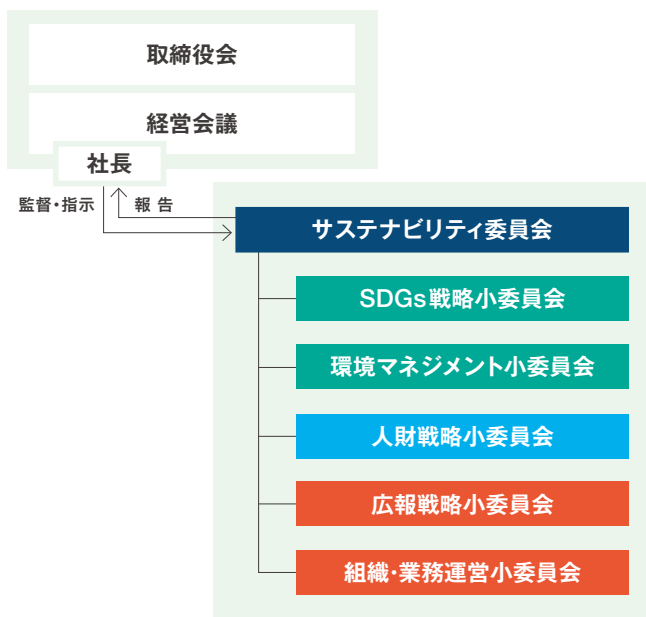 取締役会
経営会議
社長
監督・指示
報 告
サステナビリティ委員会
SDGs戦略小委員会
環境マネジメント小委員会
人財戦略小委員会
広報戦略小委員会
組織・業務運営小委員会